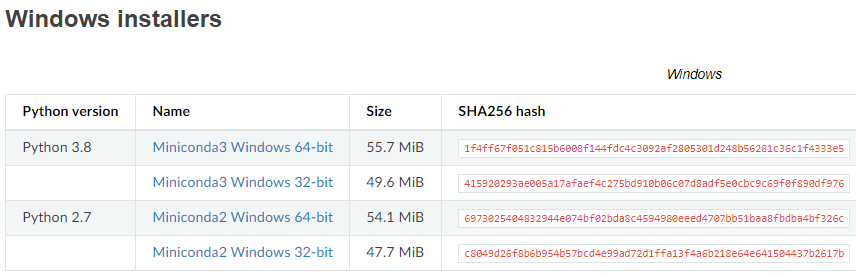 Windows installers
Windows
Python version Name Size SHA256 hash
Python 3.8 Miniconda3 Windows 64-bit 55.7 MiB 1f4ff67f051c815b6008f144fdc4c3092af2805301d248b56281c36c1f4333e5
Miniconda3 Windows 32-bit 49.6 MiB 415920293ae005a17afaef4c275bd910b06c07d8adf5e0cbc9c69f0f890df976
Python 2.7 Miniconda2 Windows 64-bit 54.1 MiB 6973025404832944e074bf02bda8c4594980eeed4707bb51baa8fbdba4bf326c
Miniconda2 Windows 32-bit 47.7 MiB c8049d26f8b6b954b57bcd4e99ad72d1ffa13f4a6b218e64e641504437b2617b